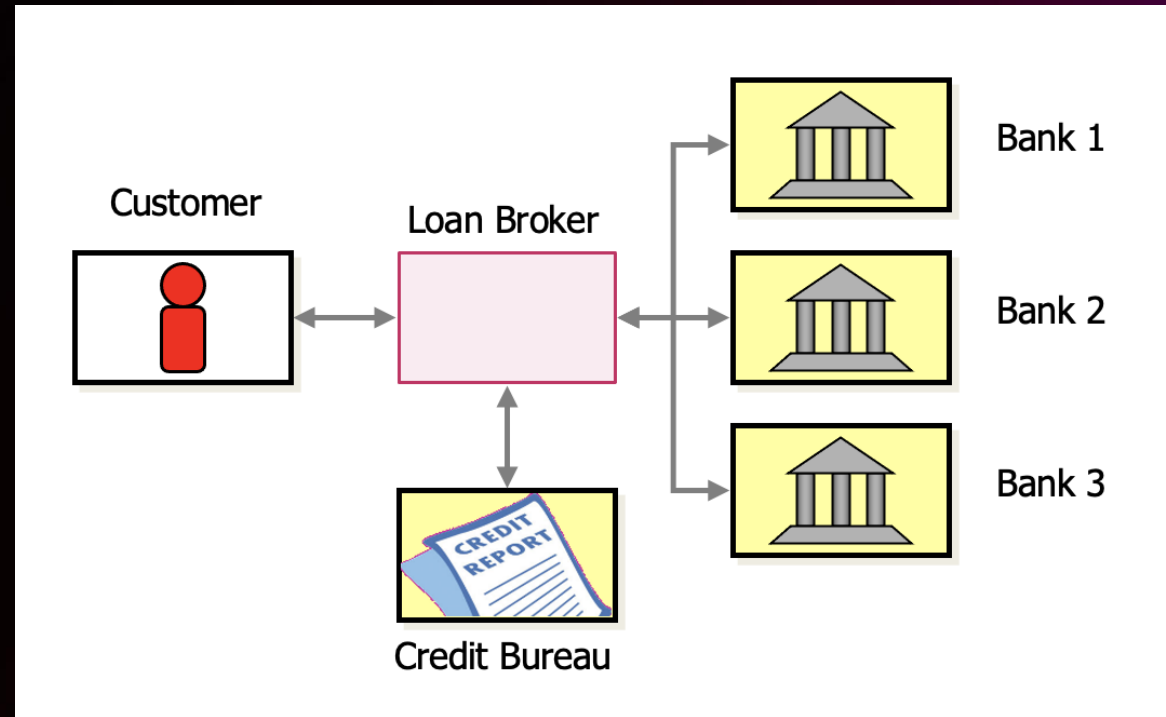 Customer
Loan Broker
Bank 1
Bank 2
CREDIT
REPORT
Bank 3
Credit Bureau